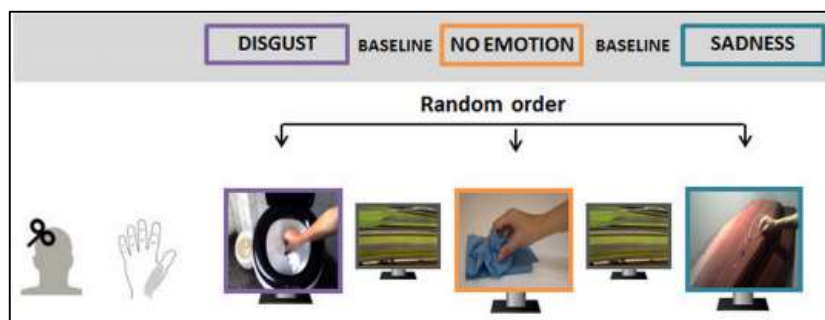 DISGUST BASELINE NO EMOTION BASELINE SADNESS
Random order